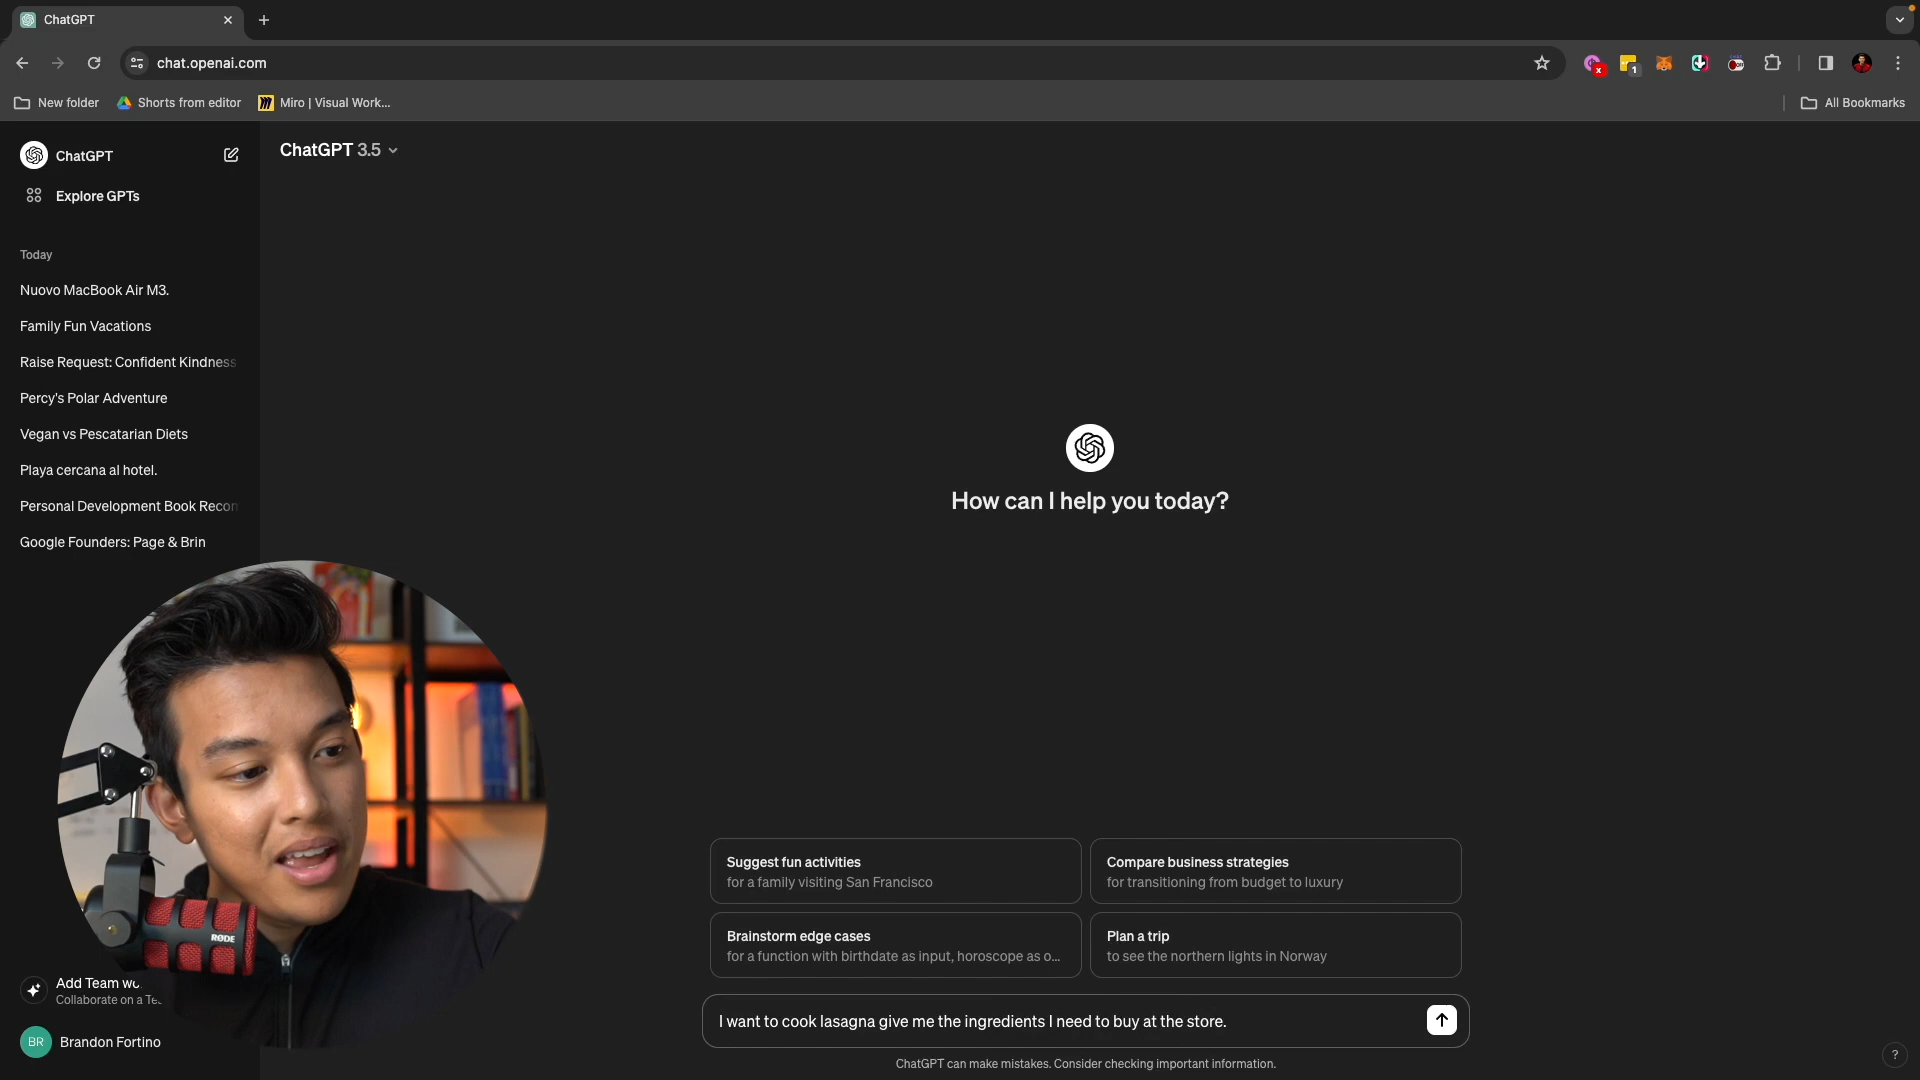 ChatGPT
chat.openai.com
1
New folder
Shorts from editor
Miro | Visual Work...
All Bookmarks
ChatGPT
ChatGPT 3.5
Explore GPTs
Today
Nuovo MacBook Air M3.
Family Fun Vacations
Raise Request: Confident Kindness
Percy's Polar Adventure
Vegan vs Pescatarian Diets
Playa cercana al hotel.
Personal Development Book Recom
Google Founders: Page & Brin
How can I help you today?
Suggest fun activities
for a family visiting San Francisco
Compare business strategies
for transitioning from budget to luxury
Brainstorm edge cases
for a function with birthdate as input, horoscope as o...
Plan a trip
to see the northern lights in Norway
RØDE
Add Team
Collaborate on a
I want to cook lasagna give me the ingredients I need to buy at the store.
BR
Brandon Fortino
ChatGPT can make mistakes. Consider checking important information.
?